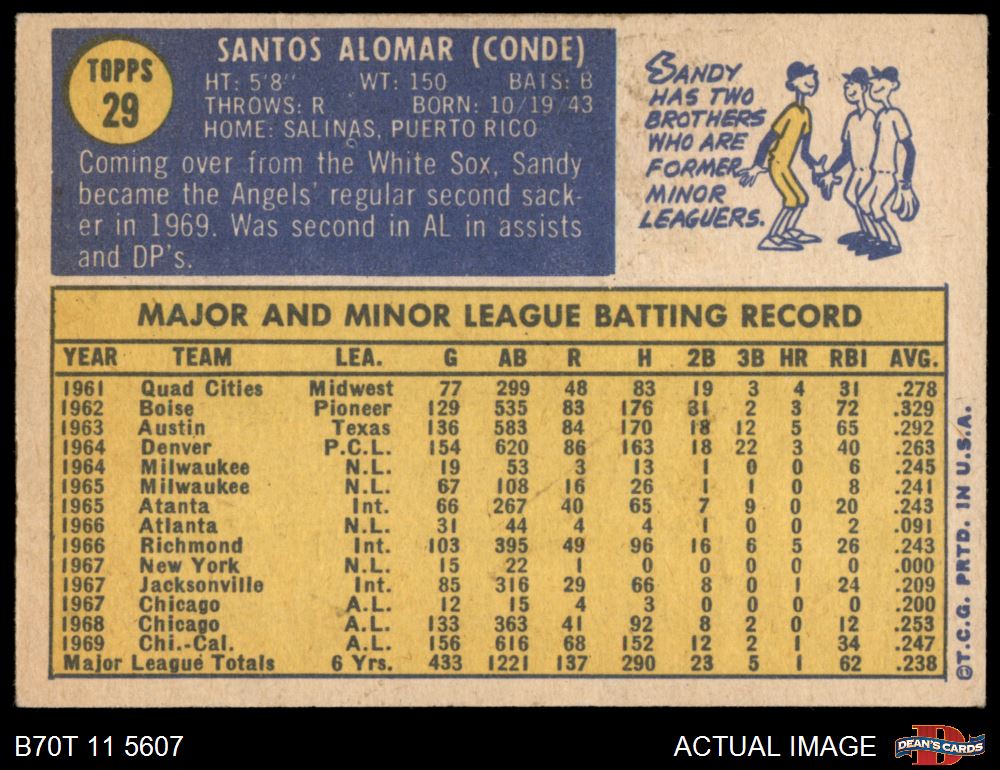 TOPPS
29
SANTOS ALOMAR (CONDE)
HT: 5'8" WT: 150 BATS: B
THROWS: R BORN: 10/19/43
HOME: SALINAS, PUERTO RICO
Coming over from the White Sox, Sandy
became the Angels' regular second sack-
er in 1969. Was second in AL in assists
and DP's.
SANDY
HAS TWO
BROTHERS
WHO ARE
FORMER
MINOR
LEAGUERS.
MAJOR AND MINOR LEAGUE BATTING RECORD
YEAR TEAM LEA. G AB R H 2B 3B HR RBI AVG.
1961 Quad Cities Midwest 77 299 48 83 19 3 4 31 .278
1962 Boise Pioneer 129 535 83 176 31 2 3 72 .329
1963 Austin Texas 136 583 84 170 18 12 5 65 .292
1964 Denver P.C.L. 154 620 86 163 18 22 3 40 .263
1964 Milwaukee N.L. 19 53 3 13 1 0 0 6 .245
1965 Milwaukee N.L. 67 108 16 26 1 1 0 8 .241
1965 Atanta Int. 66 267 40 65 7 9 0 20 .243
1966 Atlanta N.L. 31 44 4 4 1 0 0 2 .091
1966 Richmond Int. 103 395 49 96 16 6 5 26 .243
1967 New York N.L. 15 22 1 0 0 0 0 0 .000
1967 Jacksonville Int. 85 316 29 66 8 0 1 24 .209
1967 Chicago A.L. 12 15 4 3 0 0 0 0 .200
1968 Chicago A.L. 133 363 41 92 8 2 0 12 .253
1969 Chi.-Cal. A.L. 156 616 68 152 12 2 1 34 .247
Major League Totals 6 Yrs. 433 1221 137 290 23 5 1 62 .238
©T.C.G. PRTD. IN U.S.A.
B70T 11 5607
ACTUAL IMAGE
D
DEAN'S CARDS